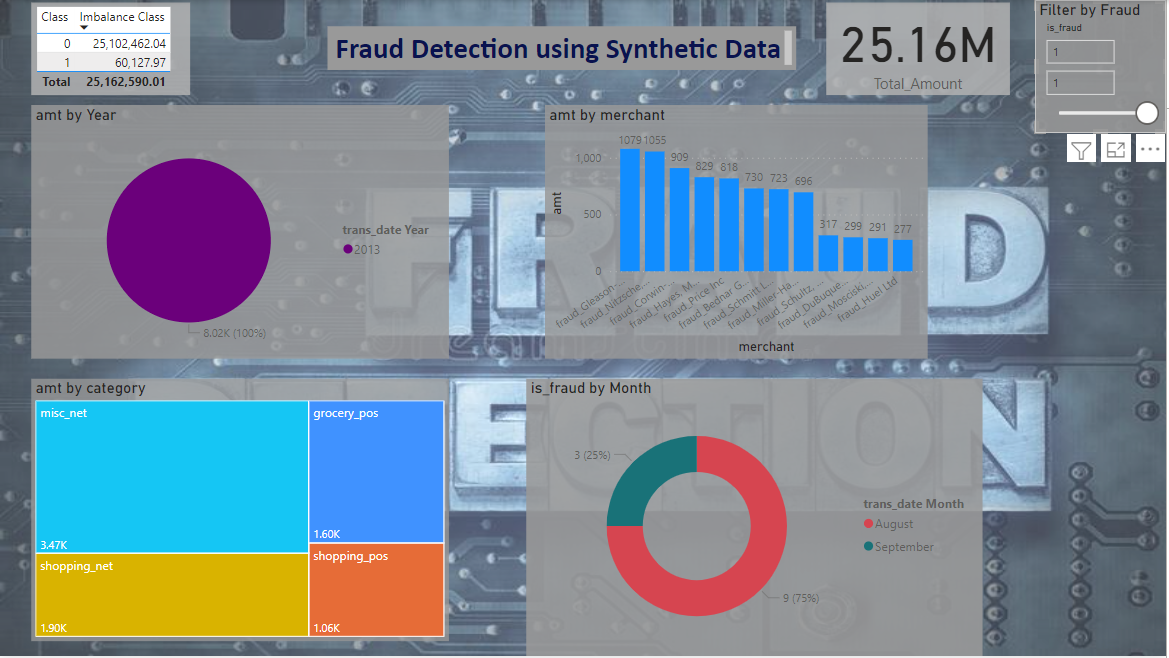 Class Imbalance Class
0 25,102,462.04
1 60,127.97
Total 25,162,590.01
Fraud Detection using Synthetic Data
25.16M
Total_Amount
Filter by Fraud
is_fraud
1
1
amt by Year
trans_date Year
2013
8.02K (100%)
amt by merchant
amt
1,000
500
0
1079 1055 909 829 818 730 723 696 317 299 291 277
fraud_Gleason-...
fraud_Nitzsche...
fraud_Corwin-...
fraud_Hayes, M...
fraud_Price Inc
fraud_Bednar G...
fraud_Schmitt L...
fraud_Miller-Ha...
fraud_Schultz, ...
fraud_DuBuque...
fraud_Mosciski,...
fraud_Huel Ltd
merchant
amt by category
misc_net
3.47K
grocery_pos
1.60K
shopping_net
1.90K
shopping_pos
1.06K
is_fraud by Month
3 (25%)
9 (75%)
trans_date Month
August
September
FRAUD
DETECTION